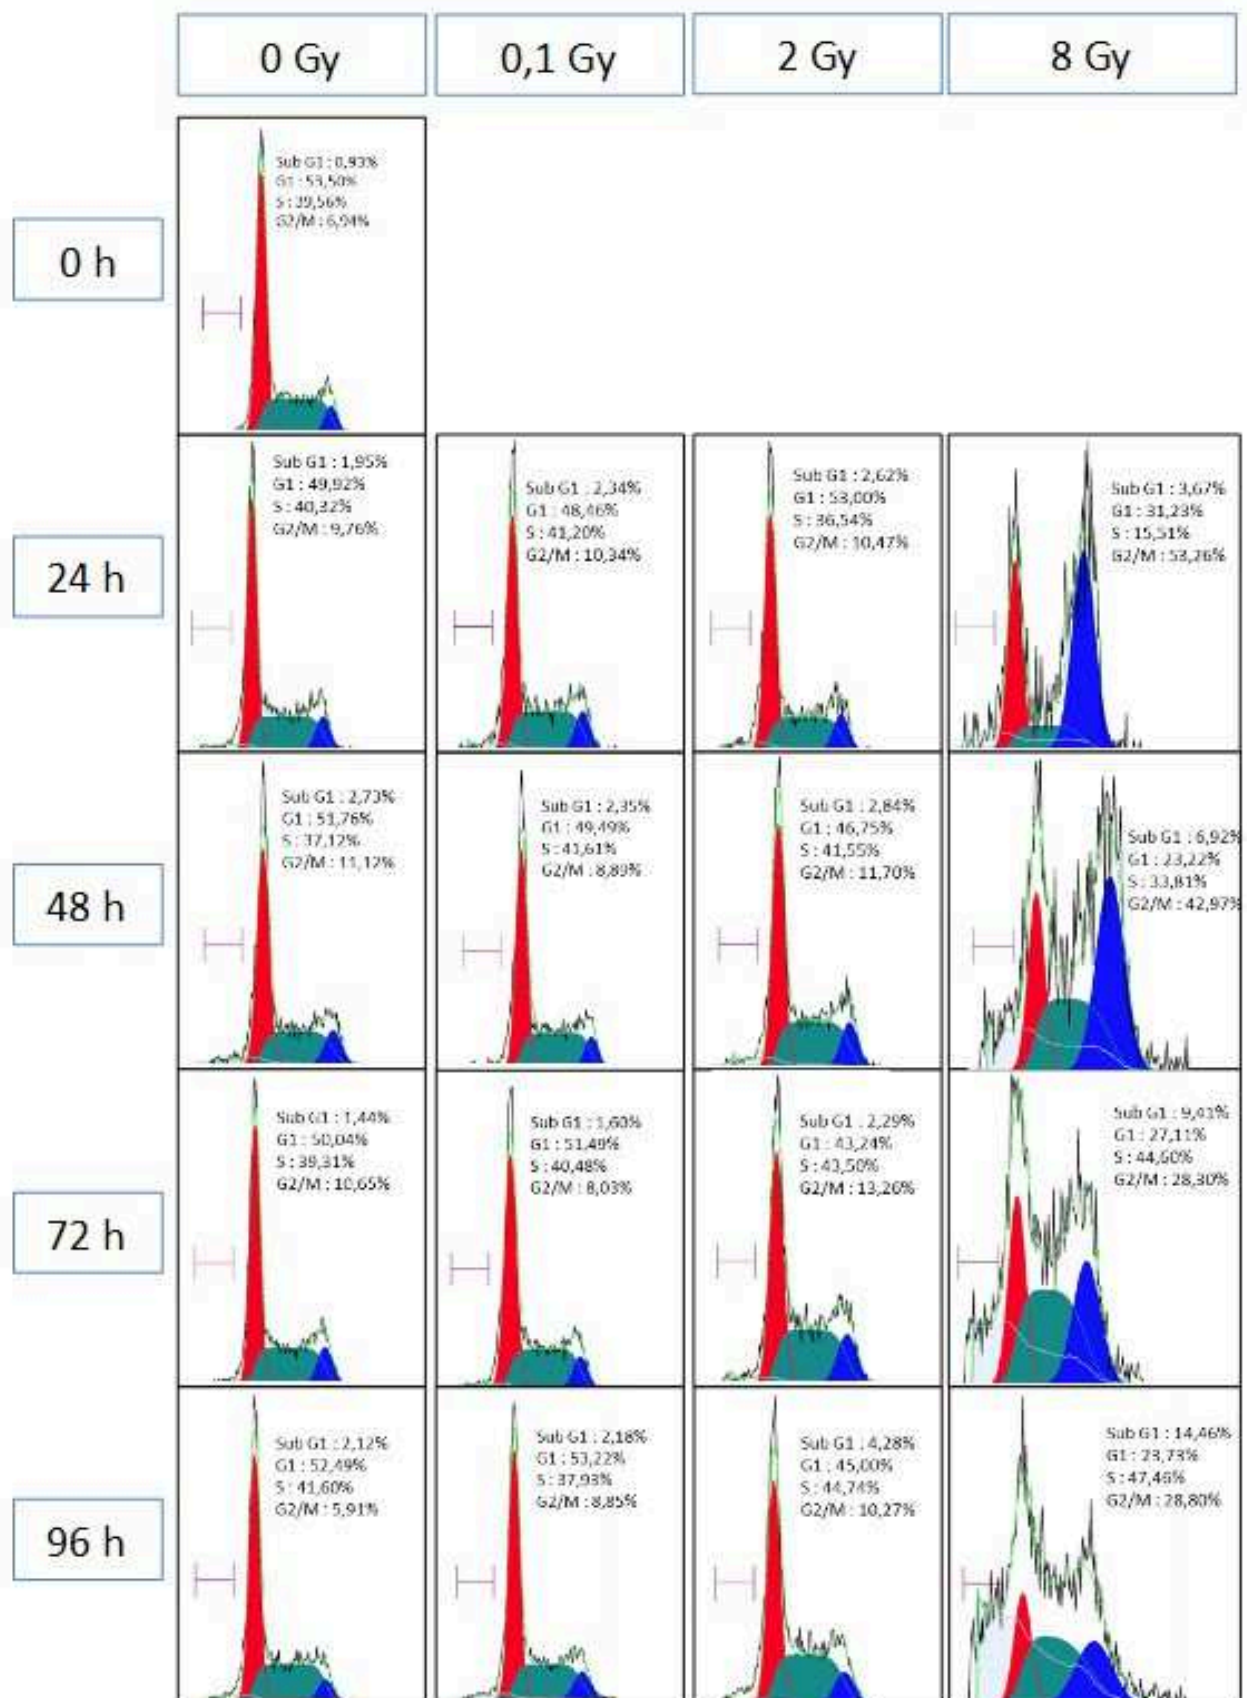 0 Gy
0,1 Gy
2 Gy
8 Gy
0 h
Sub G1 : 0,93%
G1 : 53,50%
S : 39,56%
G2/M : 6,94%
24 h
Sub G1 : 1,95%
G1 : 49,92%
S : 40,32%
G2/M : 9,76%
Sub G1 : 2,34%
G1 : 48,46%
S : 41,20%
G2/M : 10,34%
Sub G1 : 2,62%
G1 : 53,00%
S : 36,54%
G2/M : 10,47%
Sub G1 : 3,67%
G1 : 31,23%
S : 15,51%
G2/M : 53,26%
48 h
Sub G1 : 2,73%
G1 : 51,76%
S : 37,12%
G2/M : 11,12%
Sub G1 : 2,35%
G1 : 49,49%
S : 41,61%
G2/M : 8,89%
Sub G1 : 2,84%
G1 : 46,75%
S : 41,55%
G2/M : 11,70%
Sub G1 : 6,92%
G1 : 23,22%
S : 33,81%
G2/M : 42,97%
72 h
Sub G1 : 1,44%
G1 : 50,04%
S : 39,31%
G2/M : 10,65%
Sub G1 : 1,60%
G1 : 51,49%
S : 40,48%
G2/M : 8,03%
Sub G1 : 2,29%
G1 : 43,24%
S : 43,50%
G2/M : 13,26%
Sub G1 : 9,41%
G1 : 27,11%
S : 44,60%
G2/M : 28,30%
96 h
Sub G1 : 2,12%
G1 : 52,49%
S : 41,60%
G2/M : 5,91%
Sub G1 : 2,18%
G1 : 53,22%
S : 37,93%
G2/M : 8,85%
Sub G1 : 4,28%
G1 : 45,00%
S : 44,74%
G2/M : 10,27%
Sub G1 : 14,46%
G1 : 23,73%
S : 47,46%
G2/M : 28,80%